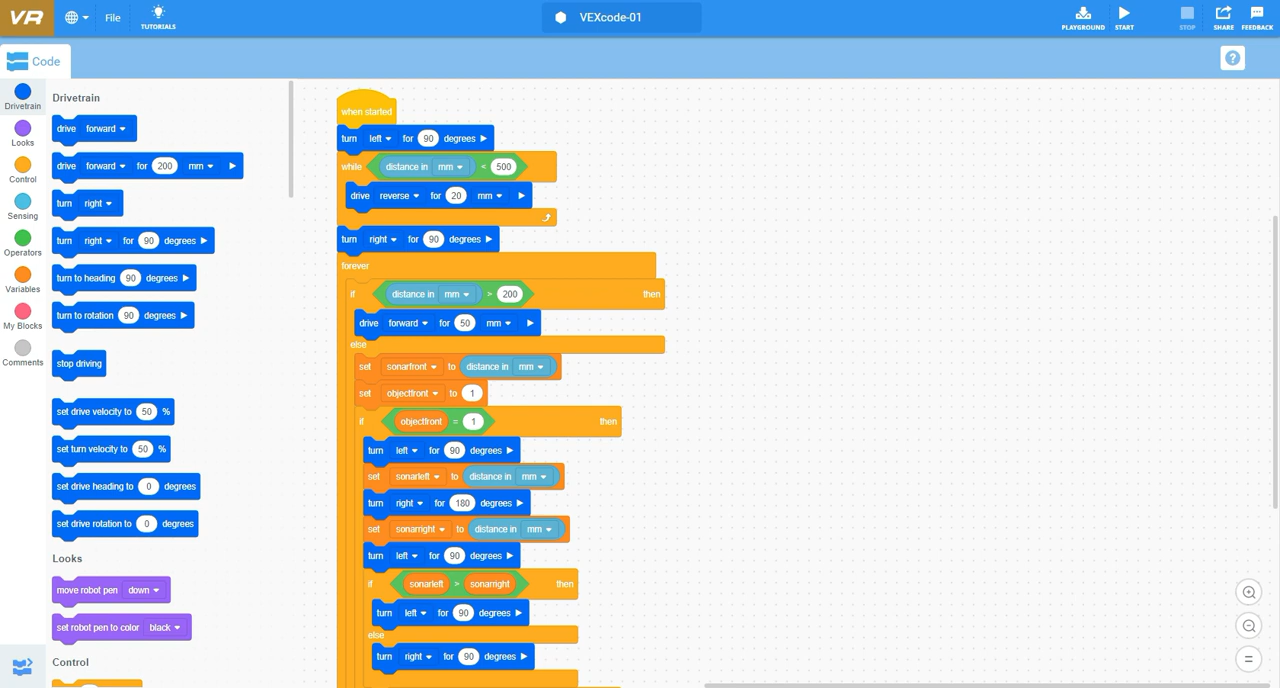 VR
File
TUTORIALS
VEXcode-01
PLAYGROUND
START
STOP
SHARE
FEEDBACK
Code
?
Drivetrain
Looks
Control
Sensing
Operators
Variables
My Blocks
Comments
Drivetrain
drive forward
drive forward for 200 mm
turn right
turn right for 90 degrees
turn to heading 90 degrees
turn to rotation 90 degrees
stop driving
set drive velocity to 50 %
set turn velocity to 50 %
set drive heading to 0 degrees
set drive rotation to 0 degrees
Looks
move robot pen down
set robot pen to color black
Control
when started
turn left for 90 degrees
while distance in mm < 500
drive reverse for 20 mm
turn right for 90 degrees
forever
if distance in mm > 200 then
drive forward for 50 mm
else
set sonarfront to distance in mm
set objectfront to 1
if objectfront = 1 then
turn left for 90 degrees
set sonarleft to distance in mm
turn right for 180 degrees
set sonarright to distance in mm
turn left for 90 degrees
if sonarleft > sonarright then
turn left for 90 degrees
else
turn right for 90 degrees